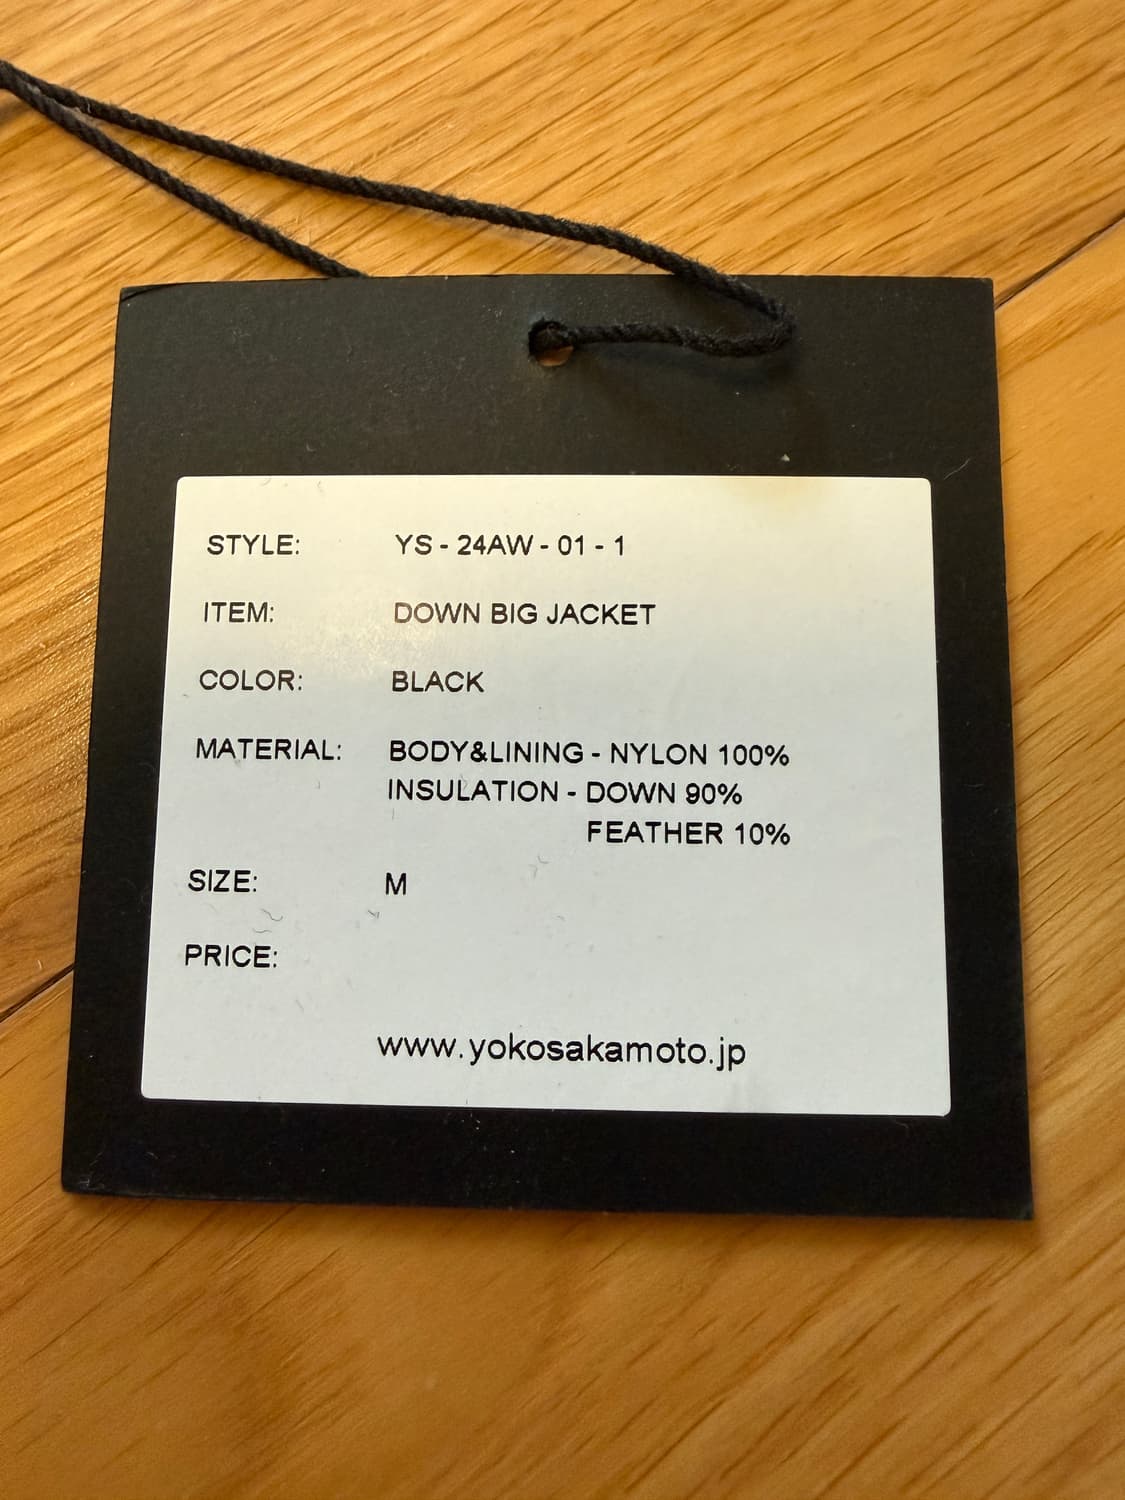 STYLE: YS - 24AW - 01 - 1
ITEM: DOWN BIG JACKET
COLOR: BLACK
MATERIAL: BODY&LINING - NYLON 100%
INSULATION - DOWN 90%
FEATHER 10%
SIZE: M
PRICE:
www.yokosakamoto.jp